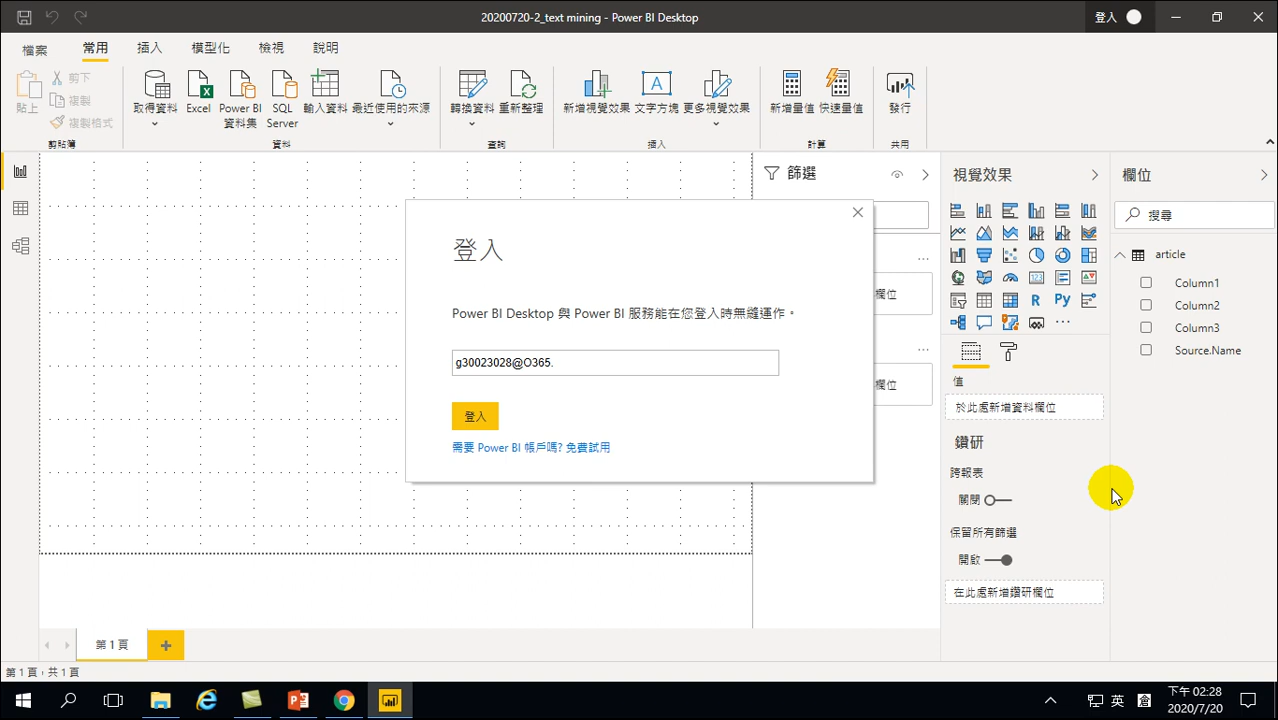 20200720-2_text mining - Power BI Desktop
登入
檔案
常用
插入
模型化
檢視
說明
貼上
剪下
複製
複製格式
剪貼簿
取得資料
Excel
Power BI
資料集
SQL
Server
輸入資料
最近使用的來源
資料
轉換資料
重新整理
查詢
新增視覺效果
文字方塊
更多視覺效果
插入
新增量值
快速量值
計算
發行
共用
篩選
欄位
欄位
登入
Power BI Desktop 與 Power BI 服務能在您登入時無縫運作。
g30023028@O365.
登入
需要 Power BI 帳戶嗎? 免費試用
視覺效果
R
Py
值
於此處新增資料欄位
鑽研
跨報表
關閉
保留所有篩選
開啟
在此處新增鑽研欄位
欄位
搜尋
article
Column1
Column2
Column3
Source.Name
第 1 頁
第 1 頁，共 1 頁
英
下午 02:28
2020/7/20